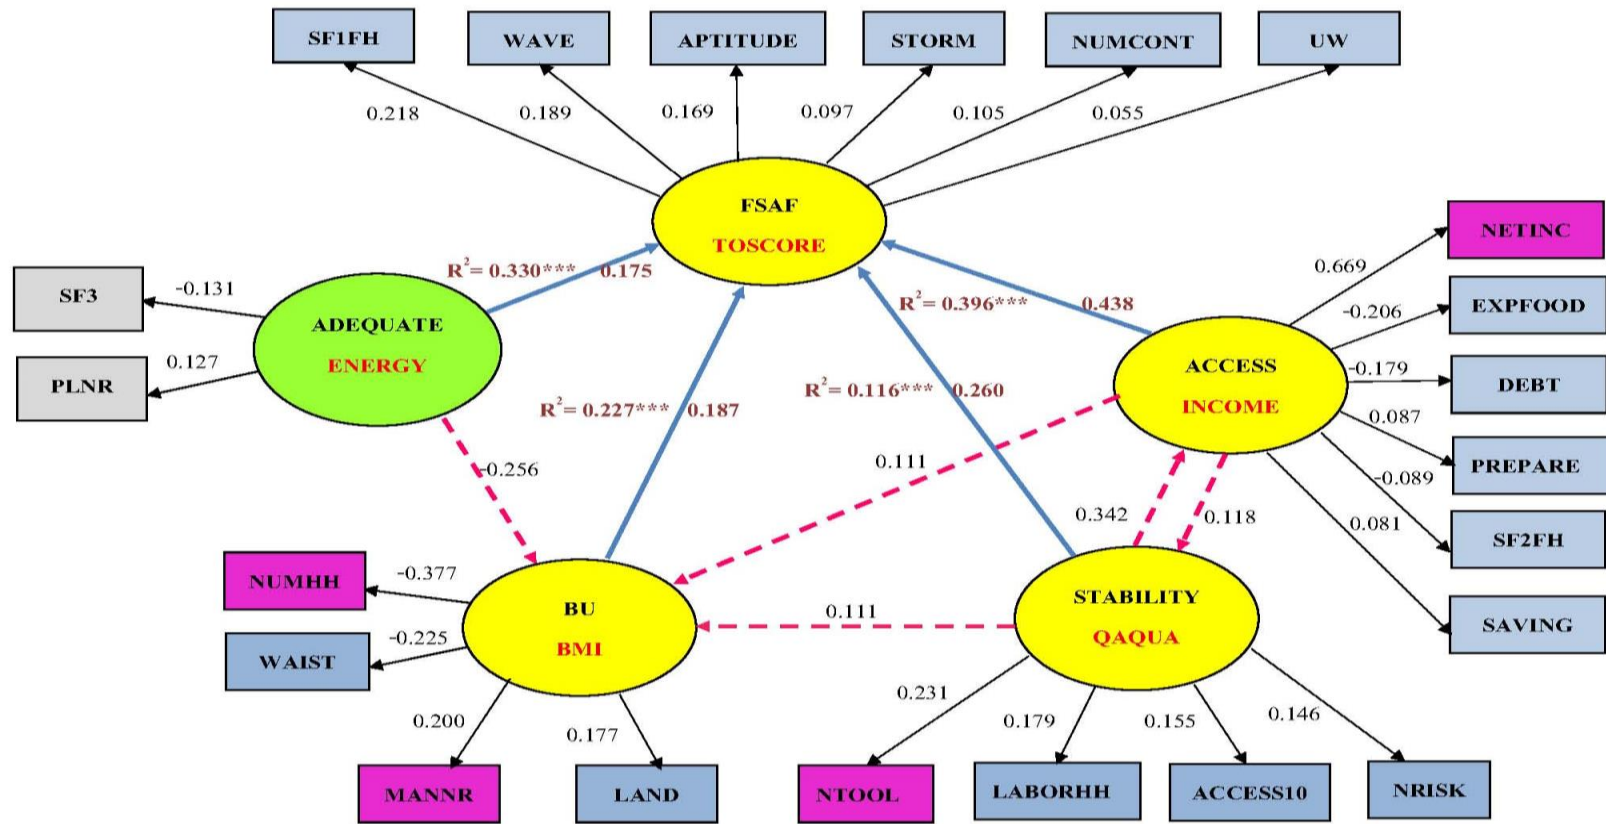 SF1FH
WAVE
APTITUDE
STORM
NUMCONT
UW
0.218
0.189
0.169
0.097
0.105
0.055
FSAF
TOSCORE
NETINC
0.669
EXPFOOD
-0.206
DEBT
-0.179
PREPARE
0.087
SF2FH
-0.089
SAVING
0.081
SF3
-0.131
PLNR
0.127
ADEQUATE
ENERGY
R²= 0.330*** 0.175
R²= 0.396*** 0.438
ACCESS
INCOME
R²= 0.227*** 0.187
R²= 0.116*** 0.260
-0.256
0.111
0.342
0.118
NUMHH
-0.377
WAIST
-0.225
BU
BMI
0.111
STABILITY
QAQUA
0.200
0.177
0.231
0.179
0.155
0.146
MANNR
LAND
NTOOL
LABORHH
ACCESS10
NRISK